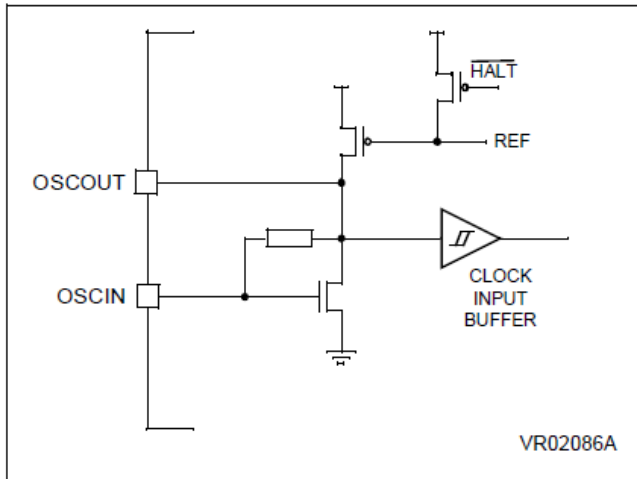 HALT
REF
OSCOUT
OSCIN
CLOCK
INPUT
BUFFER
VR02086A